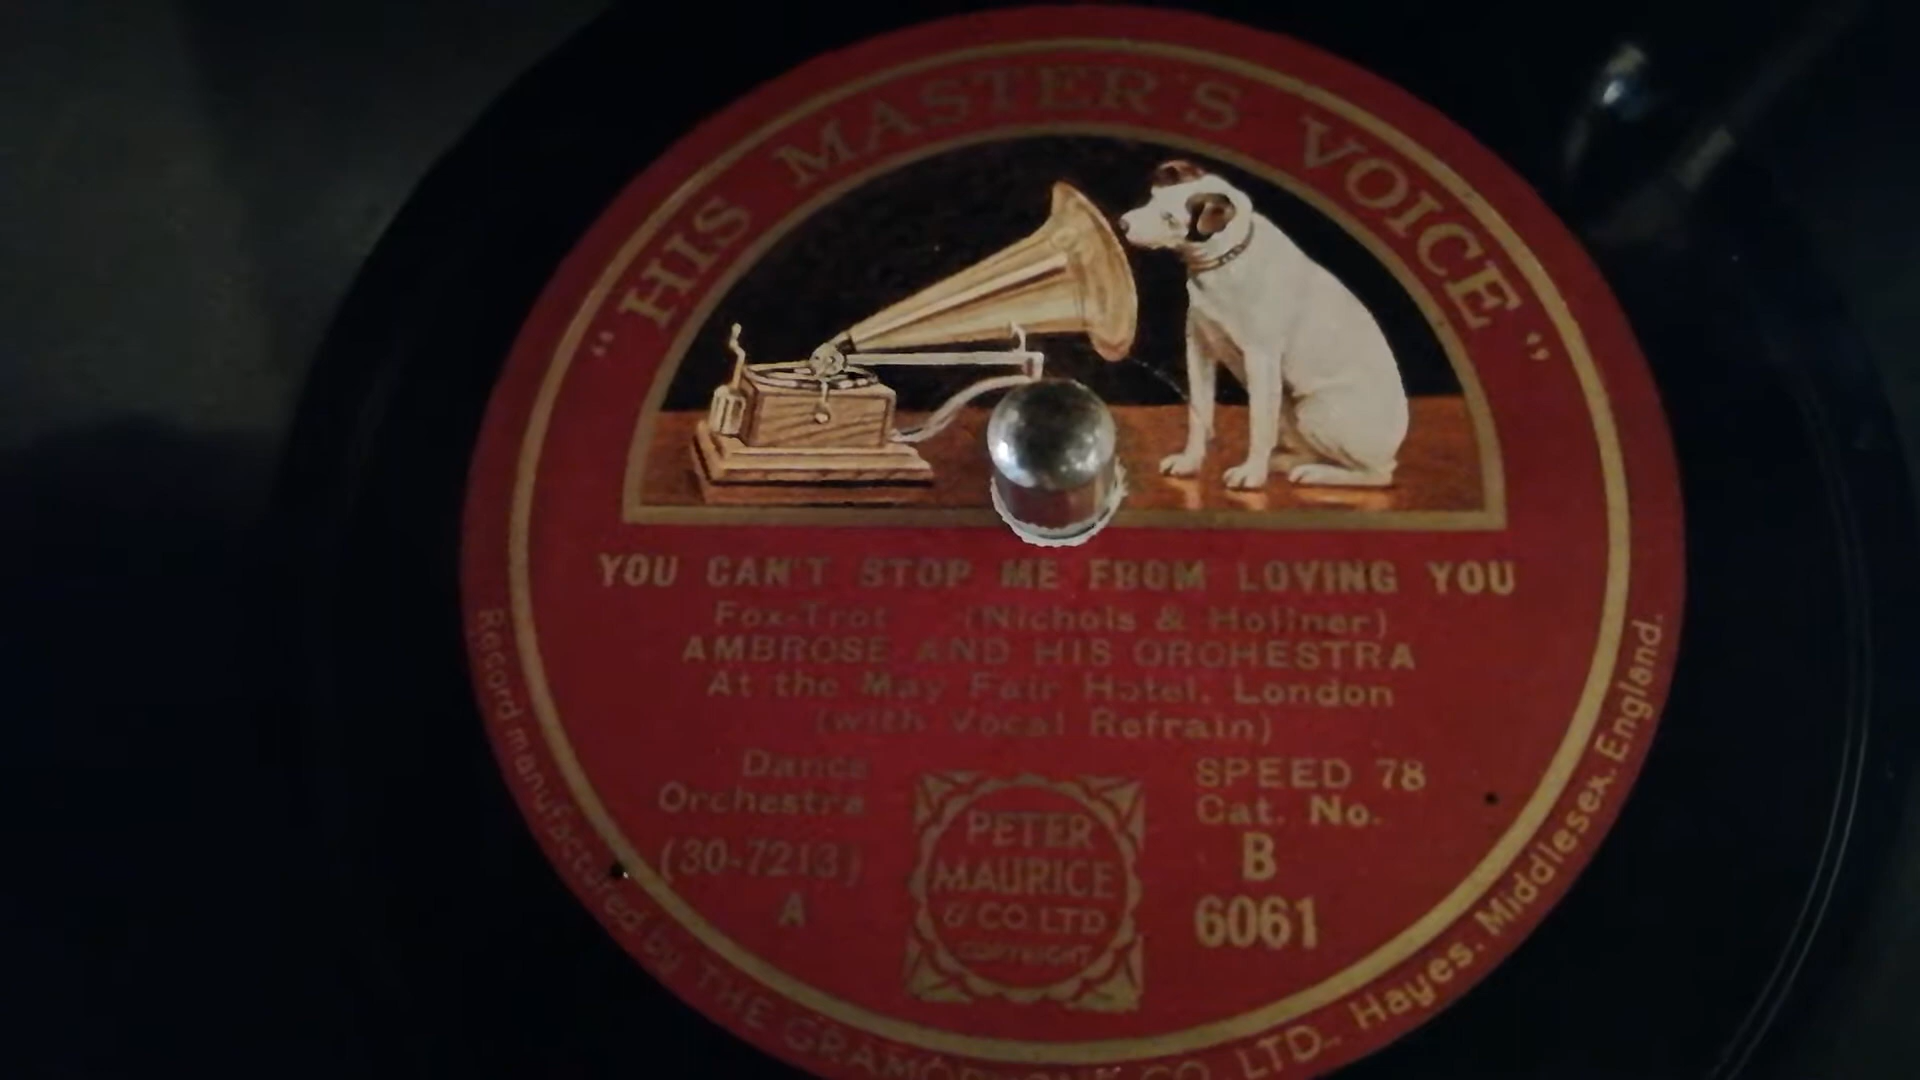 "HIS MASTER'S VOICE"
YOU CAN'T STOP ME FROM LOVING YOU
Fox-Trot (Nichols & Hollner)
AMBROSE AND HIS ORCHESTRA
At the May Fair Hotel, London
(with Vocal Refrain)
Dance
Orchestra
(30-7213)
A
PETER
MAURICE
& CO. LTD
COPYRIGHT
SPEED 78
Cat. No.
B
6061
Record manufactured by THE GRAMOPHONE CO. LTD., Hayes, Middlesex, England.